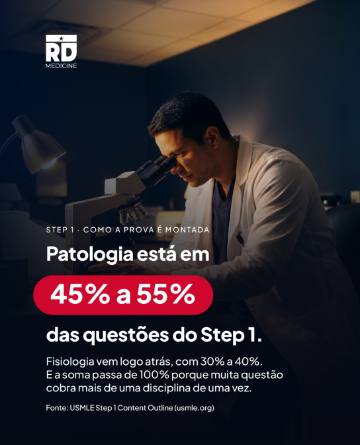 RD
MEDICINE
STEP 1 · COMO A PROVA É MONTADA
Patologia está em
45% a 55%
das questões do Step 1.
Fisiologia vem logo atrás, com 30% a 40%.
E a soma passa de 100% porque muita questão
cobra mais de uma disciplina de uma vez.
Fonte: USMLE Step 1 Content Outline (usmle.org)